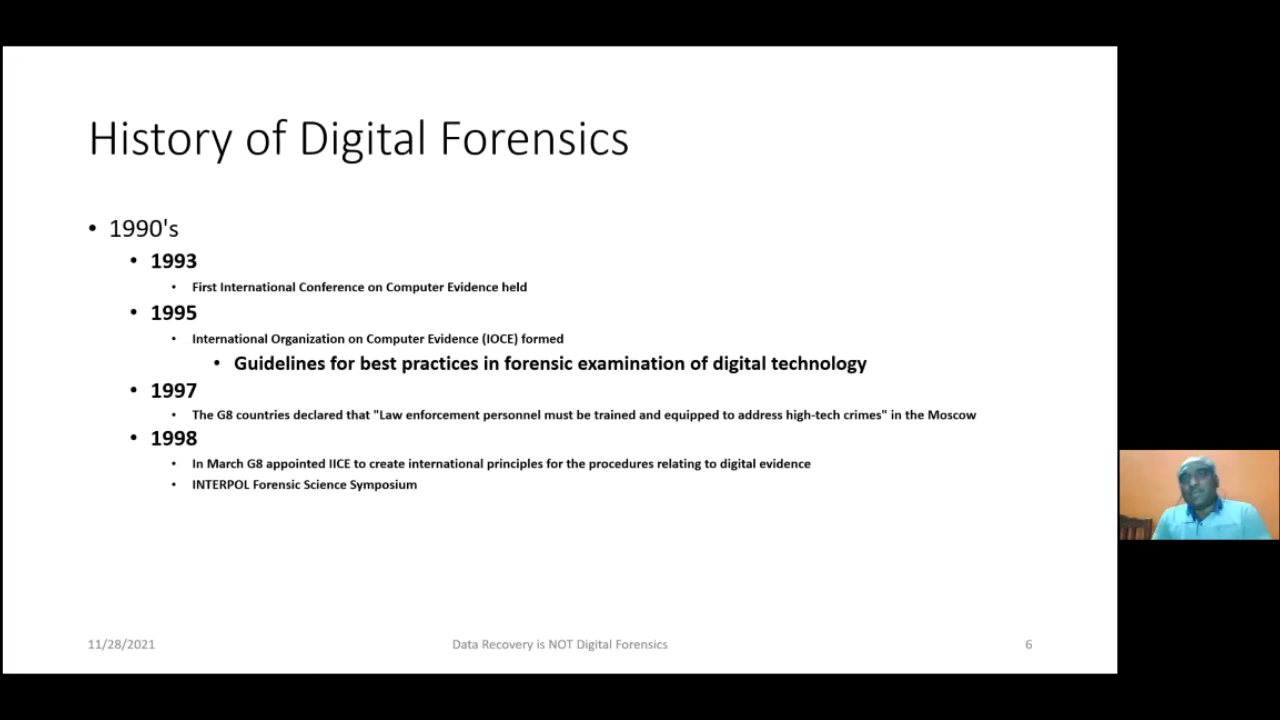 History of Digital Forensics
• 1990's
• 1993
• First International Conference on Computer Evidence held
• 1995
• International Organization on Computer Evidence (IOCE) formed
• Guidelines for best practices in forensic examination of digital technology
• 1997
• The G8 countries declared that "Law enforcement personnel must be trained and equipped to address high-tech crimes" in the Moscow
• 1998
• In March G8 appointed IICE to create international principles for the procedures relating to digital evidence
• INTERPOL Forensic Science Symposium
11/28/2021 Data Recovery is NOT Digital Forensics 6